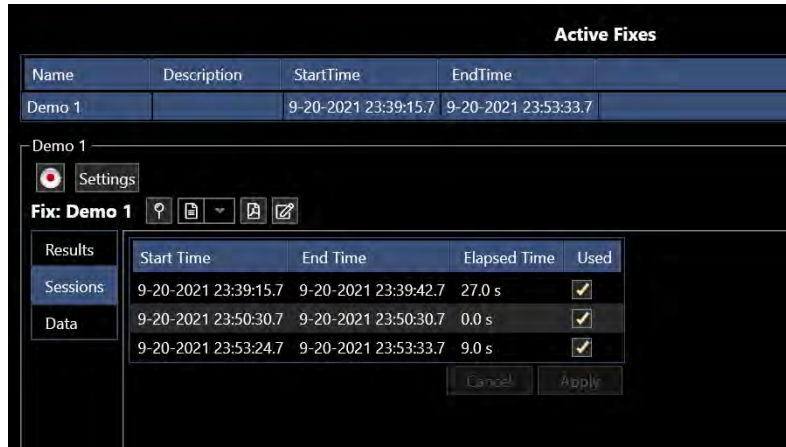 Active Fixes
Name Description StartTime EndTime
Demo 1 9-20-2021 23:39:15.7 9-20-2021 23:53:33.7
Demo 1
Settings
Fix: Demo 1
Results
Sessions
Data
Start Time End Time Elapsed Time Used
9-20-2021 23:39:15.7 9-20-2021 23:39:42.7 27.0 s
9-20-2021 23:50:30.7 9-20-2021 23:50:30.7 0.0 s
9-20-2021 23:53:24.7 9-20-2021 23:53:33.7 9.0 s
Cancel Apply